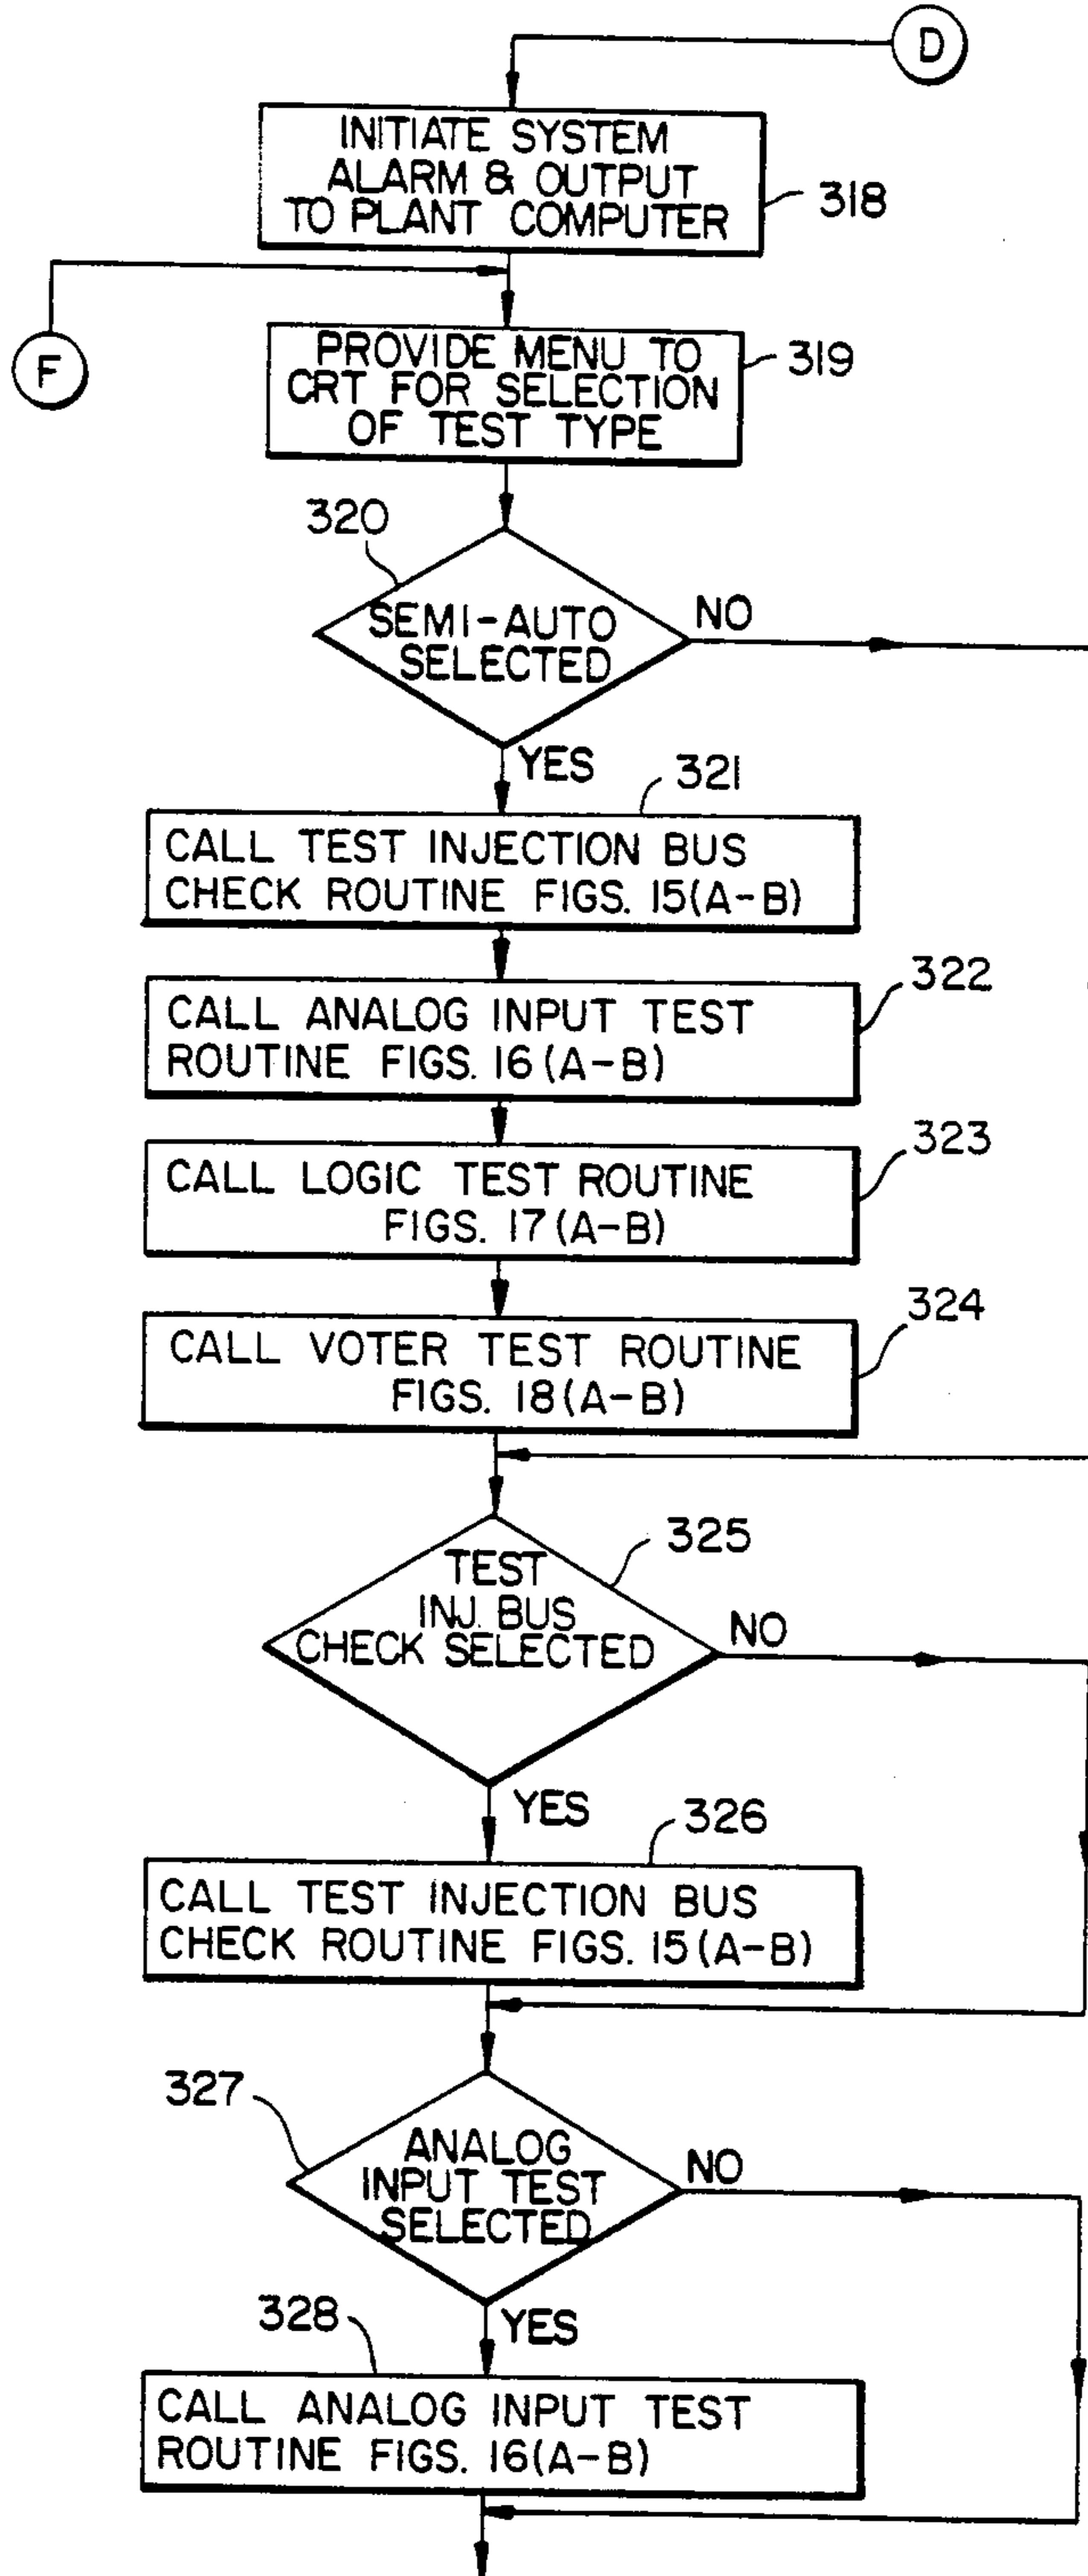 D
INITIATE SYSTEM
ALARM & OUTPUT
TO PLANT COMPUTER
318
F
PROVIDE MENU TO
CRT FOR SELECTION
OF TEST TYPE
319
320
SEMI-AUTO
SELECTED
NO
YES
321
CALL TEST INJECTION BUS
CHECK ROUTINE FIGS. 15(A-B)
322
CALL ANALOG INPUT TEST
ROUTINE FIGS. 16(A-B)
323
CALL LOGIC TEST ROUTINE
FIGS. 17(A-B)
324
CALL VOTER TEST ROUTINE
FIGS. 18(A-B)
325
TEST
INJ. BUS
CHECK SELECTED
NO
YES
326
CALL TEST INJECTION BUS
CHECK ROUTINE FIGS. 15(A-B)
327
ANALOG
INPUT TEST
SELECTED
NO
YES
328
CALL ANALOG INPUT TEST
ROUTINE FIGS. 16(A-B)